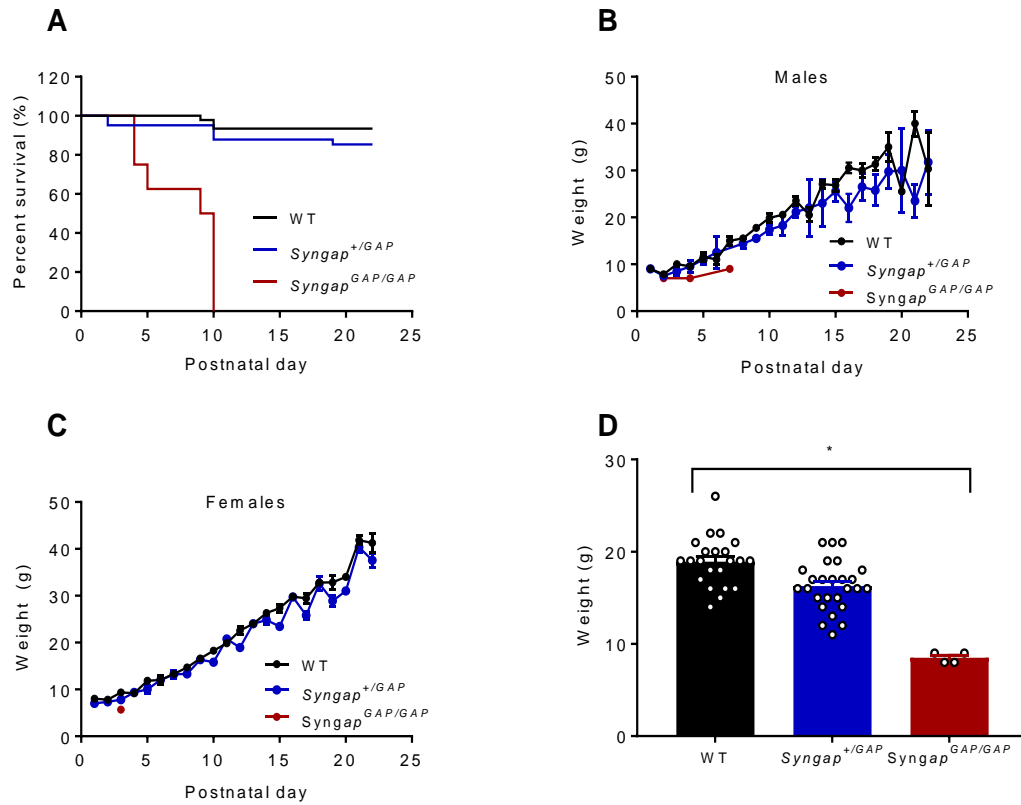 A
Percent survival (%)
120
100
80
60
40
20
0
WT
Syngap+/GAP
SyngapGAP/GAP
0 5 10 15 20 25
Postnatal day
B
Males
Weight (g)
50
40
30
20
10
0
WT
Syngap+/GAP
SyngapGAP/GAP
0 5 10 15 20 25
Postnatal day
C
Females
Weight (g)
50
40
30
20
10
0
WT
Syngap+/GAP
SyngapGAP/GAP
0 5 10 15 20 25
Postnatal day
D
Weight (g)
30
20
10
0
*
WT Syngap+/GAP SyngapGAP/GAP